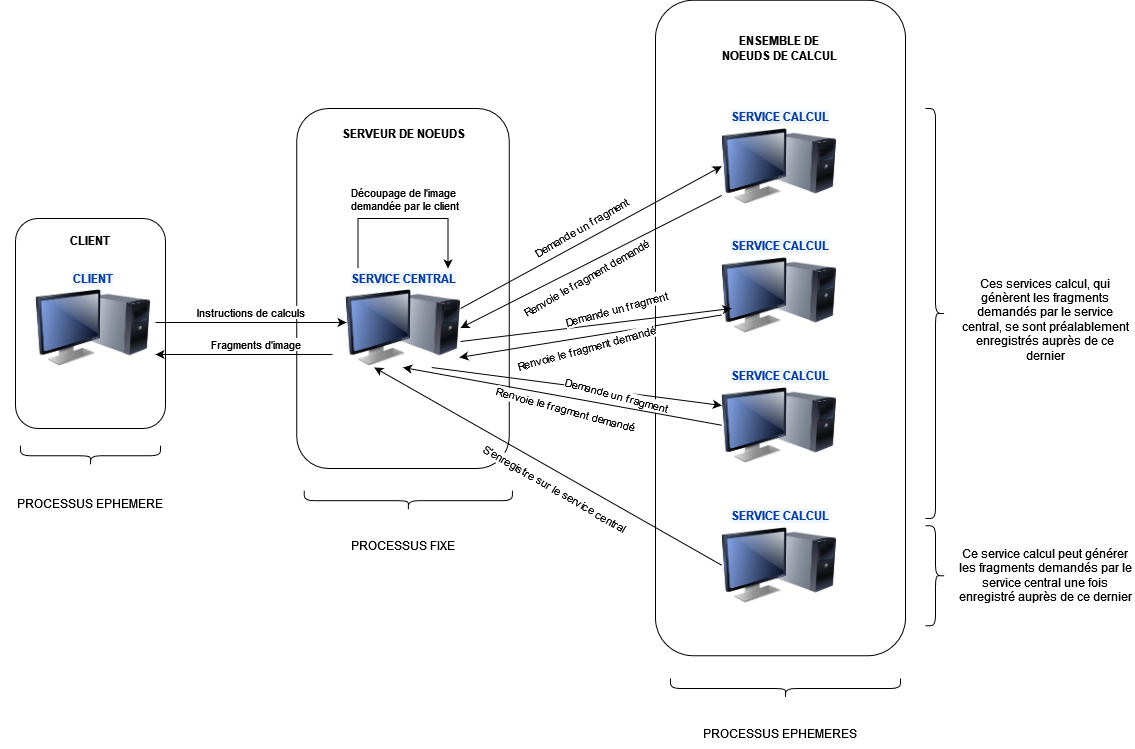 ENSEMBLE DE
NOEUDS DE CALCUL
SERVICE CALCUL
SERVEUR DE NOEUDS
Découpage de l'image
demandée par le client
CLIENT
CLIENT
SERVICE CENTRAL
Instructions de calculs
Fragments d'image
Demande un fragment
Renvoie le fragment demandé
SERVICE CALCUL
Demande un fragment
Renvoie le fragment demandé
Ces services calcul, qui
génèrent les fragments
demandés par le service
central, se sont préalablement
enregistrés auprès de ce
dernier
SERVICE CALCUL
Demande un fragment
Renvoie le fragment demandé
S'enregistre sur le service central
SERVICE CALCUL
Ce service calcul peut générer
les fragments demandés par le
service central une fois
enregistré auprès de ce dernier
PROCESSUS EPHEMERE
PROCESSUS FIXE
PROCESSUS EPHEMERES